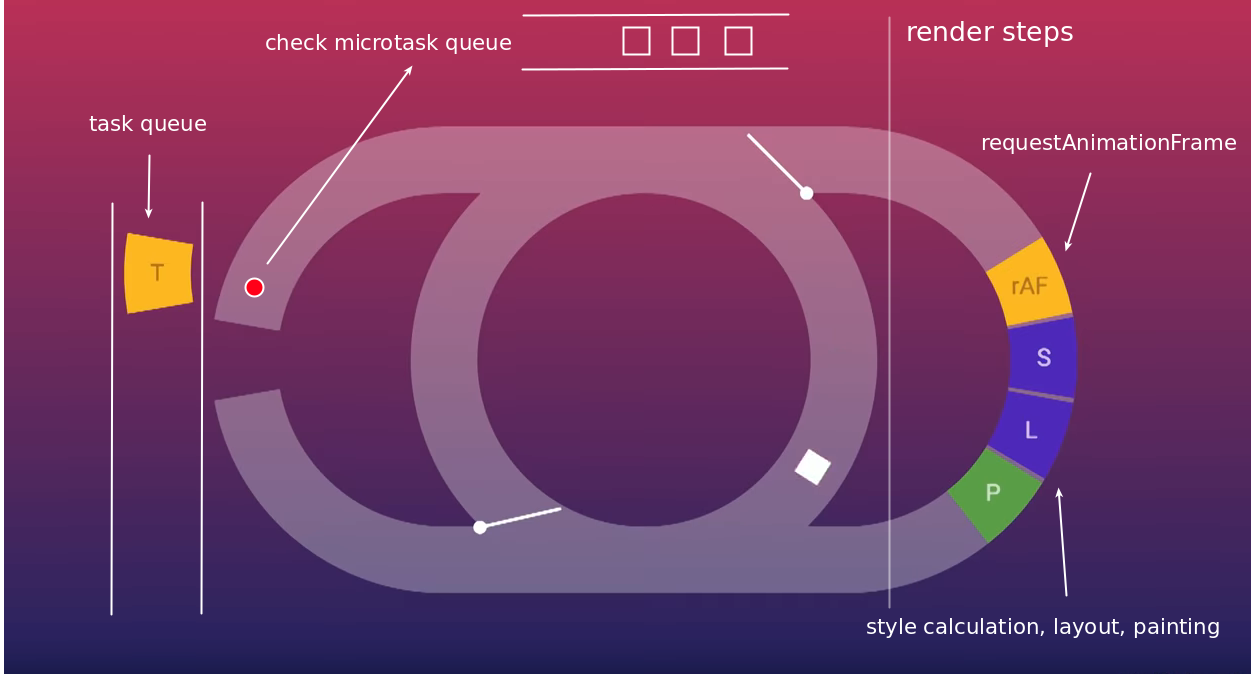 render steps
check microtask queue
task queue
requestAnimationFrame
T
rAF
S
L
P
style calculation, layout, painting